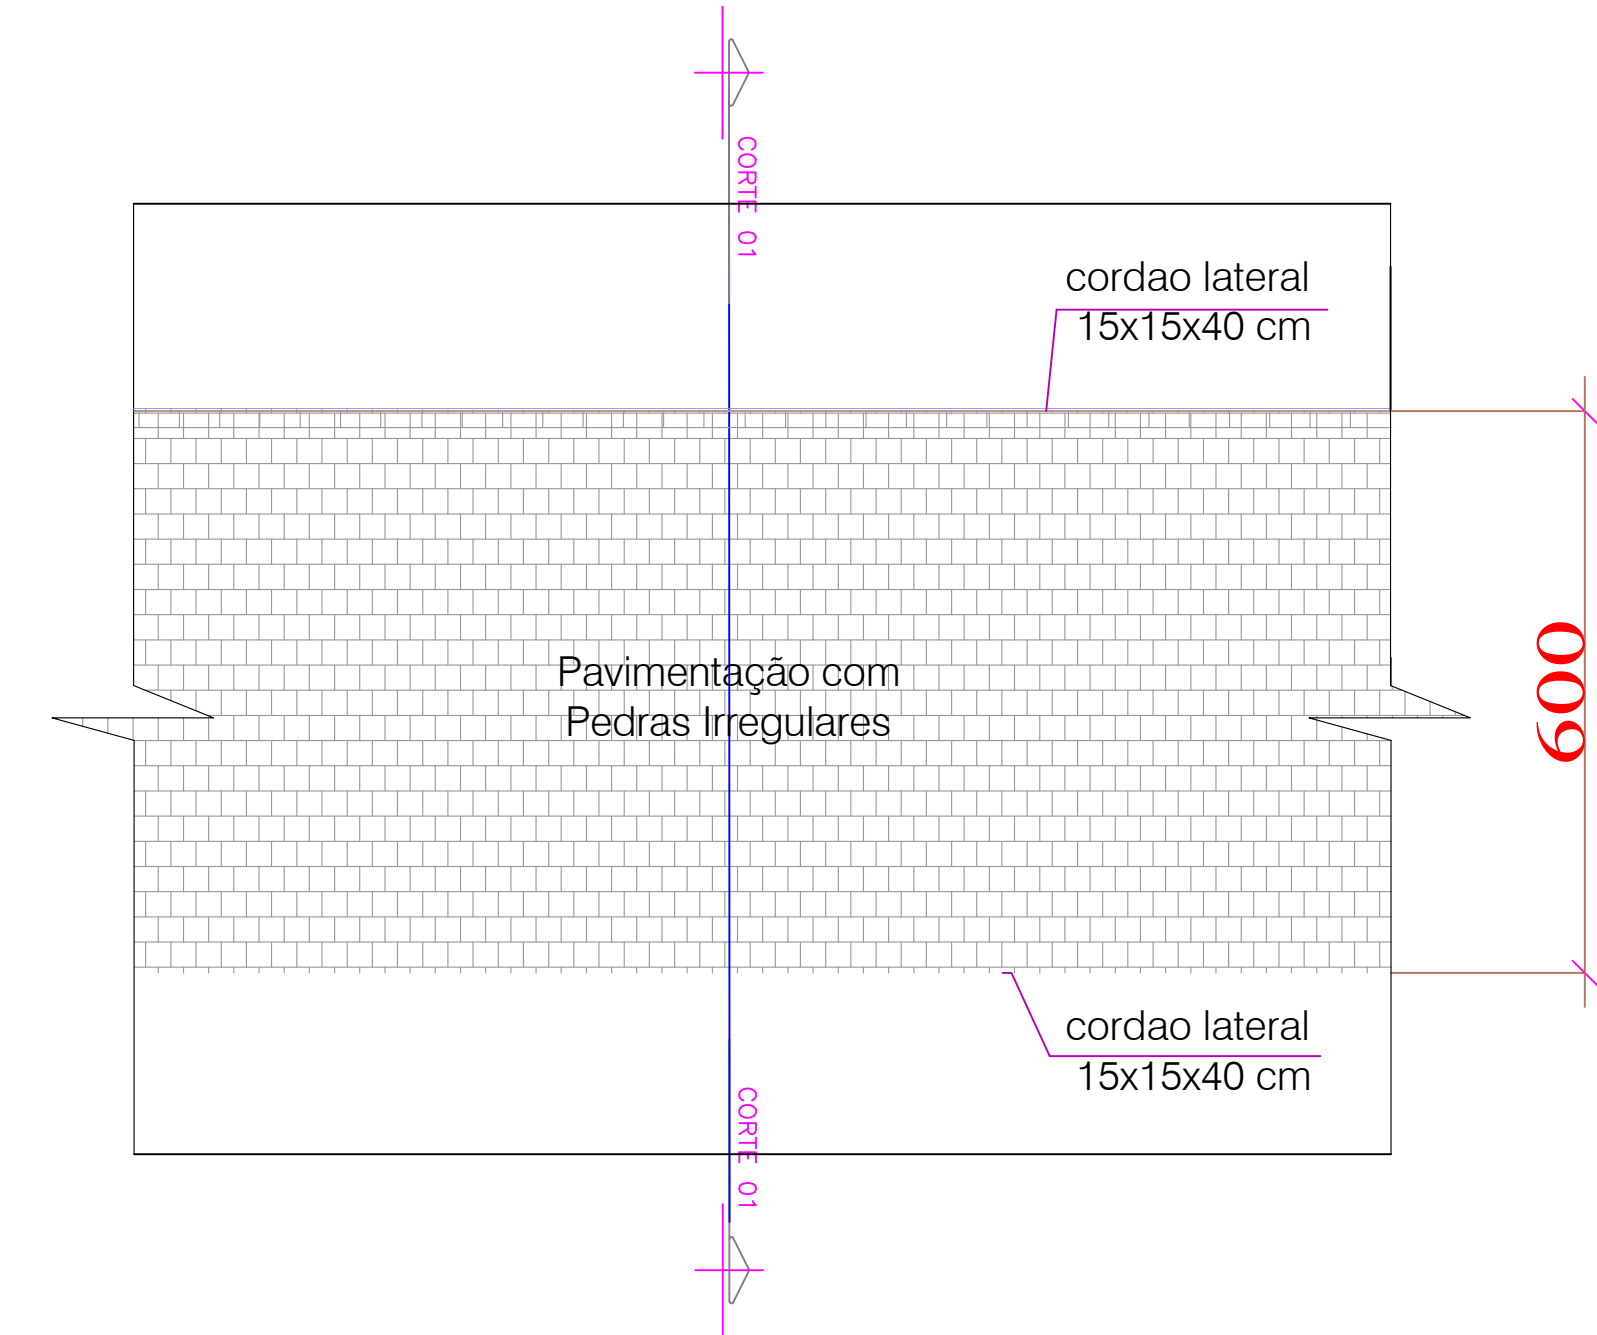 CORTE 01
cordao lateral
15x15x40 cm
Pavimentação com
Pedras Irregulares
600
cordao lateral
15x15x40 cm
CORTE 01